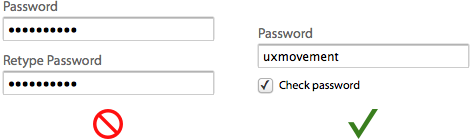 Password
••••••••••
Retype Password
••••••••••
Password
uxmovement
Check password